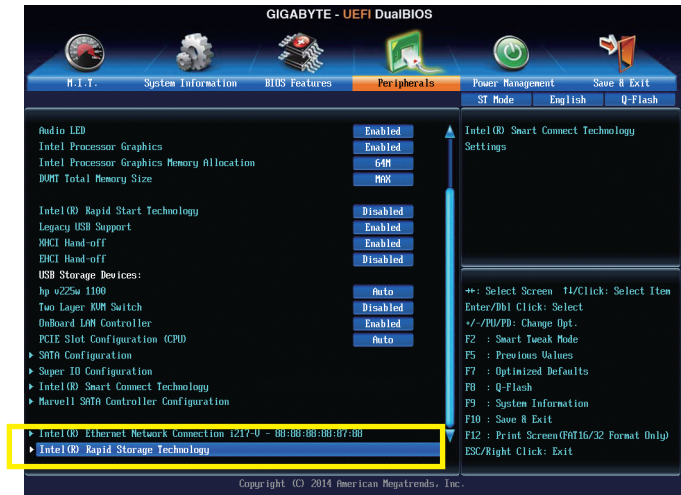 GIGABYTE - UEFI DualBIOS
M.I.T. System Information BIOS Features Peripherals Power Management Save & Exit
ST Mode English Q-Flash
Audio LED Enabled
Intel Processor Graphics Enabled
Intel Processor Graphics Memory Allocation 64M
DVMT Total Memory Size MAX
Intel(R) Rapid Start Technology Disabled
Legacy USB Support Enabled
XHCI Hand-off Enabled
EHCI Hand-off Disabled
USB Storage Devices:
hp v225w 1100 Auto
Two Layer KVM Switch Disabled
OnBoard LAN Controller Enabled
PCIE Slot Configuration (CPU) Auto
SATA Configuration
Super IO Configuration
Intel(R) Smart Connect Technology
Marvell SATA Controller Configuration
Intel(R) Ethernet Network Connection i217-V - 88:88:88:88:87:88
Intel(R) Rapid Storage Technology
Intel(R) Smart Connect Technology
Settings
→←: Select Screen ↑↓/Click: Select Item
Enter/Dbl Click: Select
+/-/PU/PD: Change Opt.
F2 : Smart Tweak Mode
F5 : Previous Values
F7 : Optimized Defaults
F8 : Q-Flash
F9 : System Information
F10 : Save & Exit
F12 : Print Screen(FAT16/32 Format Only)
ESC/Right Click: Exit
Copyright (C) 2014 American Megatrends, Inc.